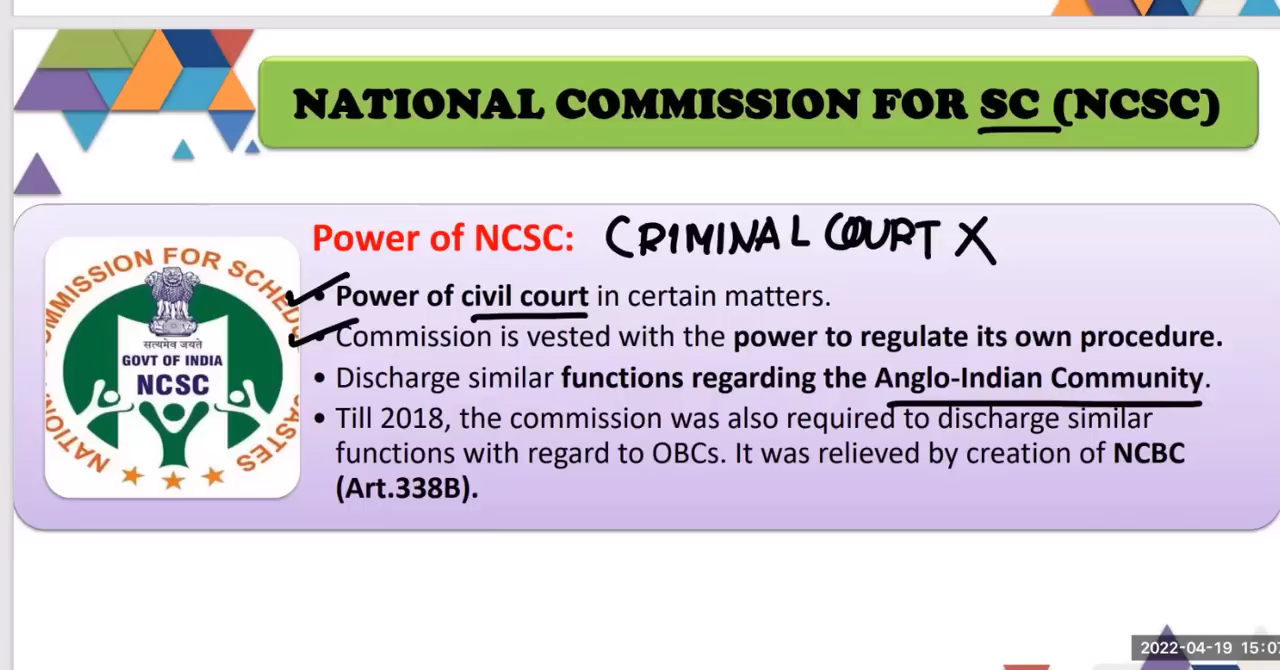 NATIONAL COMMISSION FOR SC (NCSC)
Power of NCSC: CRIMINAL COURT X
• Power of civil court in certain matters.
• Commission is vested with the power to regulate its own procedure.
• Discharge similar functions regarding the Anglo-Indian Community.
• Till 2018, the commission was also required to discharge similar
functions with regard to OBCs. It was relieved by creation of NCBC
(Art.338B).
COMMISSION FOR SCHEDU
सत्यमेव जयते
GOVT OF INDIA
NCSC
NATIONAL
CASTES
2022-04-19 15:0